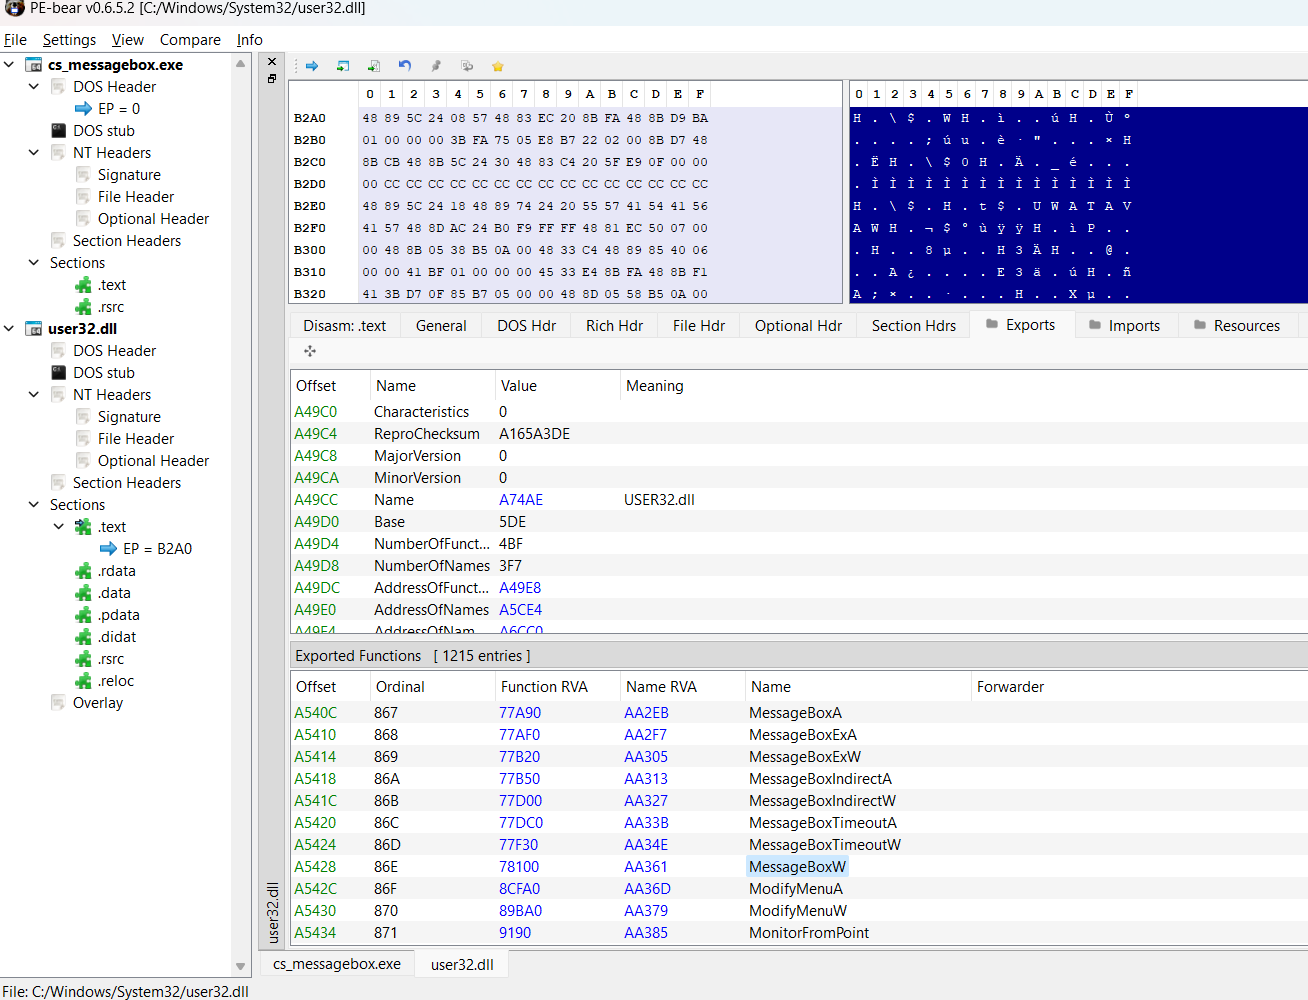 PE-bear v0.6.5.2 [C:/Windows/System32/user32.dll]
File Settings View Compare Info
cs_messagebox.exe
DOS Header
EP = 0
DOS stub
NT Headers
Signature
File Header
Optional Header
Section Headers
Sections
.text
.rsrc
user32.dll
DOS Header
DOS stub
NT Headers
Signature
File Header
Optional Header
Section Headers
Sections
.text
EP = B2A0
.rdata
.data
.pdata
.didat
.rsrc
.reloc
Overlay
user32.dll
0 1 2 3 4 5 6 7 8 9 A B C D E F
B2A0 48 89 5C 24 08 57 48 83 EC 20 8B FA 48 8B D9 BA
B2B0 01 00 00 00 3B FA 75 05 E8 B7 22 02 00 8B D7 48
B2C0 8B CB 48 8B 5C 24 30 48 83 C4 20 5F E9 0F 00 00
B2D0 00 CC CC CC CC CC CC CC CC CC CC CC CC CC CC CC
B2E0 48 89 5C 24 18 48 89 74 24 20 55 57 41 54 41 56
B2F0 41 57 48 8D AC 24 B0 F9 FF FF 48 81 EC 50 07 00
B300 00 48 8B 05 38 B5 0A 00 48 33 C4 48 89 85 40 06
B310 00 00 41 BF 01 00 00 00 45 33 E4 8B FA 48 8B F1
B320 41 3B D7 0F 85 B7 05 00 00 48 8D 05 58 B5 0A 00
0 1 2 3 4 5 6 7 8 9 A B C D E F
H . \ $ . W H . ì . . ú H . Ù º
. . . . ; ú u . è · " . . . × H
. Ë H . \ $ 0 H . Ä . _ é . . .
. Ì Ì Ì Ì Ì Ì Ì Ì Ì Ì Ì Ì Ì Ì Ì
H . \ $ . H . t $ . U W A T A V
A W H . ¬ $ ° ù ÿ ÿ H . ì P . .
. H . . 8 µ . . H 3 Ä H . . @ .
. . A ¿ . . . . E 3 ä . ú H . ñ
A ; × . . · . . . H . . X µ . .
Disasm: .text General DOS Hdr Rich Hdr File Hdr Optional Hdr Section Hdrs Exports Imports Resources
Offset Name Value Meaning
A49C0 Characteristics 0
A49C4 ReproChecksum A165A3DE
A49C8 MajorVersion 0
A49CA MinorVersion 0
A49CC Name A74AE USER32.dll
A49D0 Base 5DE
A49D4 NumberOfFunct... 4BF
A49D8 NumberOfNames 3F7
A49DC AddressOfFunct... A49E8
A49E0 AddressOfNames A5CE4
A49E4 AddressOfNam... A6CC0
Exported Functions [ 1215 entries ]
Offset Ordinal Function RVA Name RVA Name Forwarder
A540C 867 77A90 AA2EB MessageBoxA
A5410 868 77AF0 AA2F7 MessageBoxExA
A5414 869 77B20 AA305 MessageBoxExW
A5418 86A 77B50 AA313 MessageBoxIndirectA
A541C 86B 77D00 AA327 MessageBoxIndirectW
A5420 86C 77DC0 AA33B MessageBoxTimeoutA
A5424 86D 77F30 AA34E MessageBoxTimeoutW
A5428 86E 78100 AA361 MessageBoxW
A542C 86F 8CFA0 AA36D ModifyMenuA
A5430 870 89BA0 AA379 ModifyMenuW
A5434 871 9190 AA385 MonitorFromPoint
cs_messagebox.exe user32.dll
File: C:/Windows/System32/user32.dll